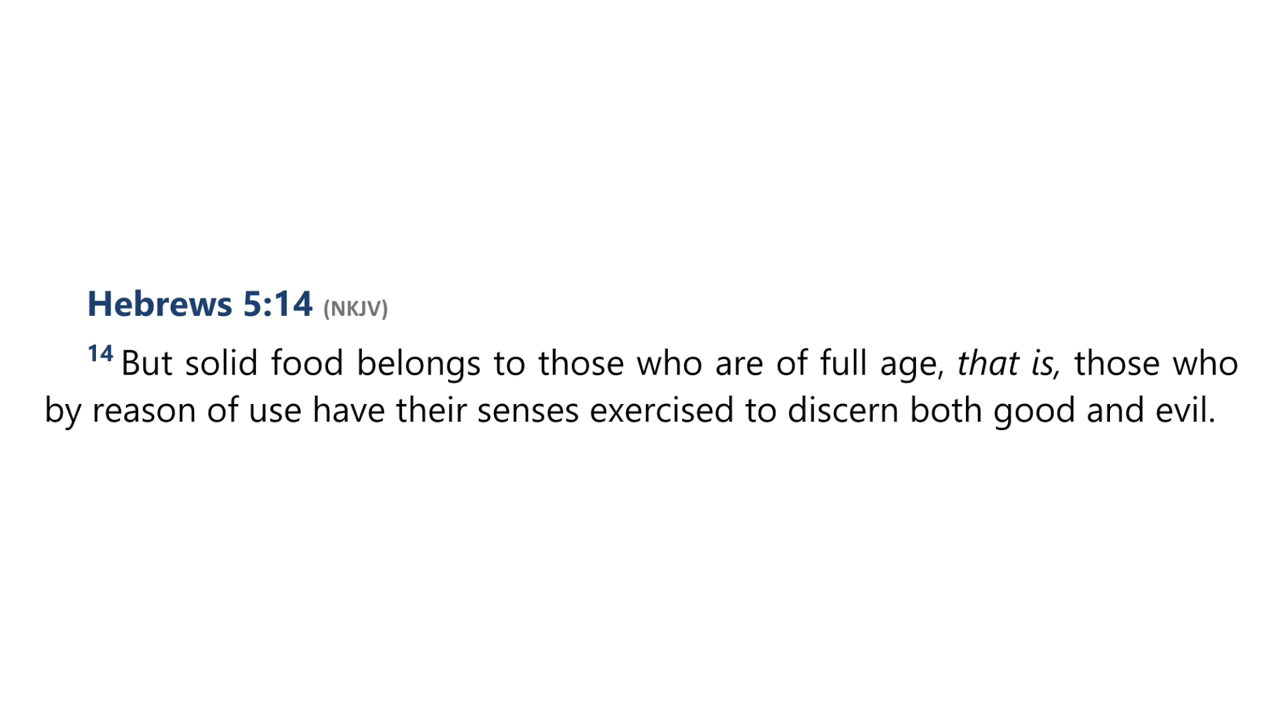 Hebrews 5:14 (NKJV)
14 But solid food belongs to those who are of full age, that is, those who
by reason of use have their senses exercised to discern both good and evil.